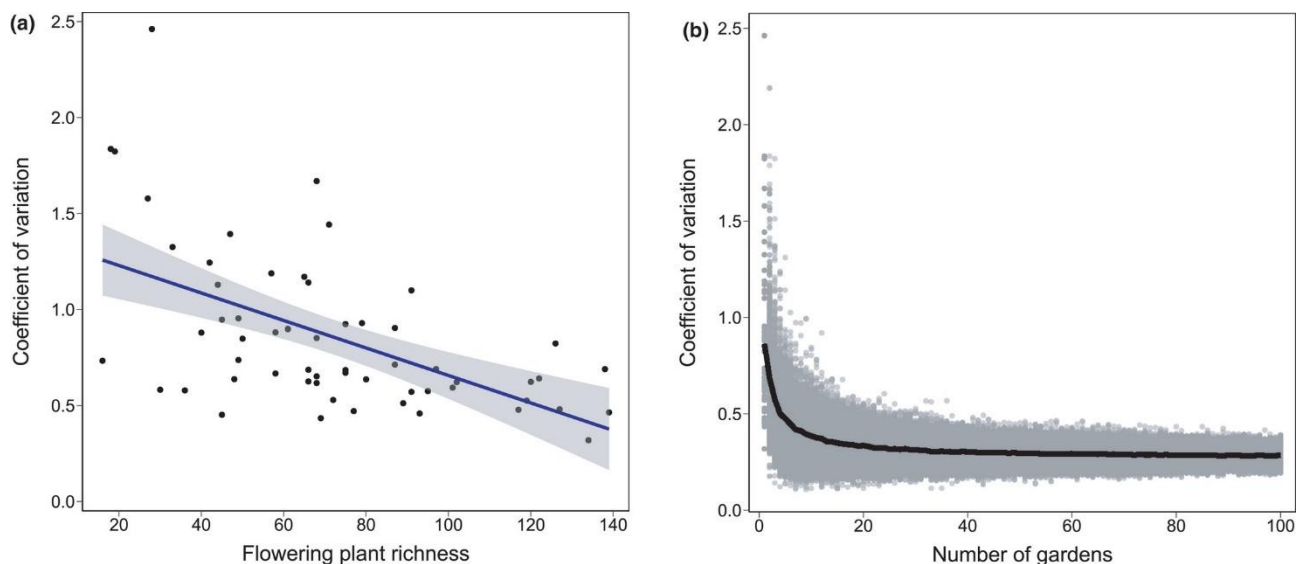 (a)
2.5
2.0
1.5
1.0
0.5
0.0
Coefficient of variation
20 40 60 80 100 120 140
Flowering plant richness
(b)
2.5
2.0
1.5
1.0
0.5
0.0
Coefficient of variation
0 20 40 60 80 100
Number of gardens